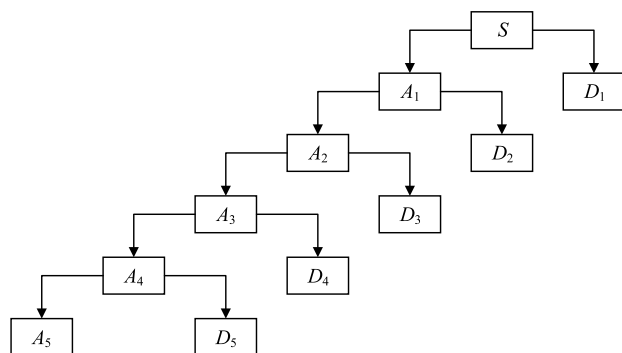 S
A₁ D₁
A₂ D₂
A₃ D₃
A₄ D₄
A₅ D₅